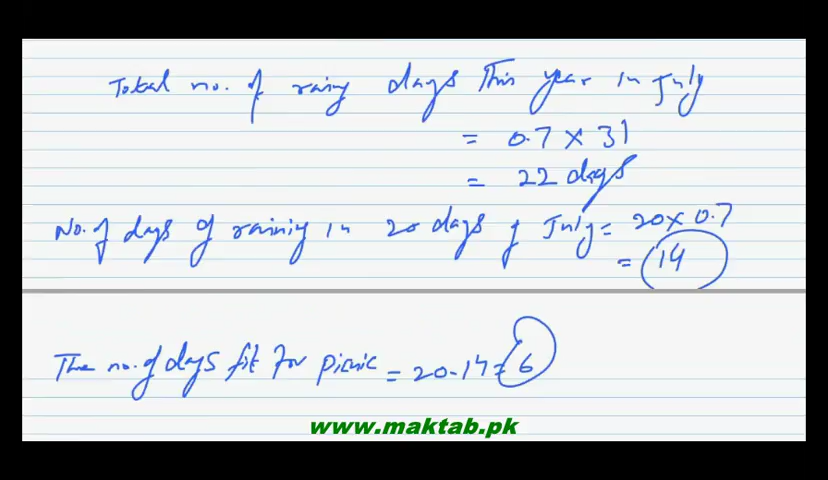 Total no. of rainy days This year in July
= 0.7 × 31
= 22 days
No. of days of raining in 20 days of July = 20 × 0.7
= 14
The no. of days fit for picnic = 20-14 = 6
www.maktab.pk